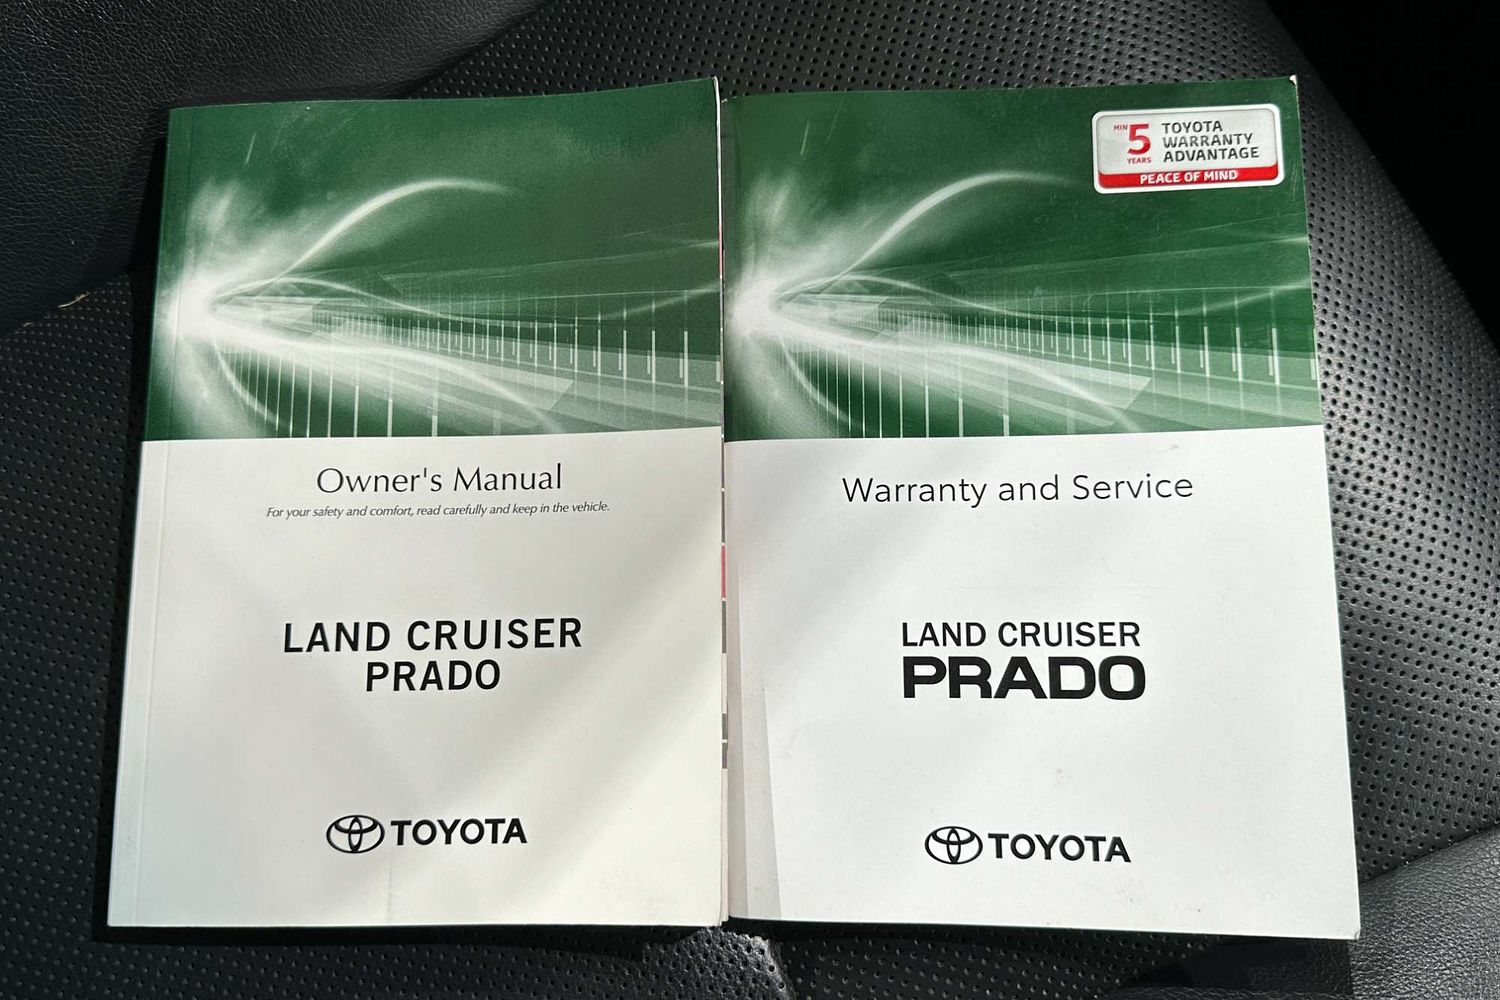 Owner's Manual
For your safety and comfort, read carefully and keep in the vehicle.
LAND CRUISER
PRADO
TOYOTA
MIN 5 YEARS
TOYOTA
WARRANTY
ADVANTAGE
PEACE OF MIND
Warranty and Service
LAND CRUISER
PRADO
TOYOTA